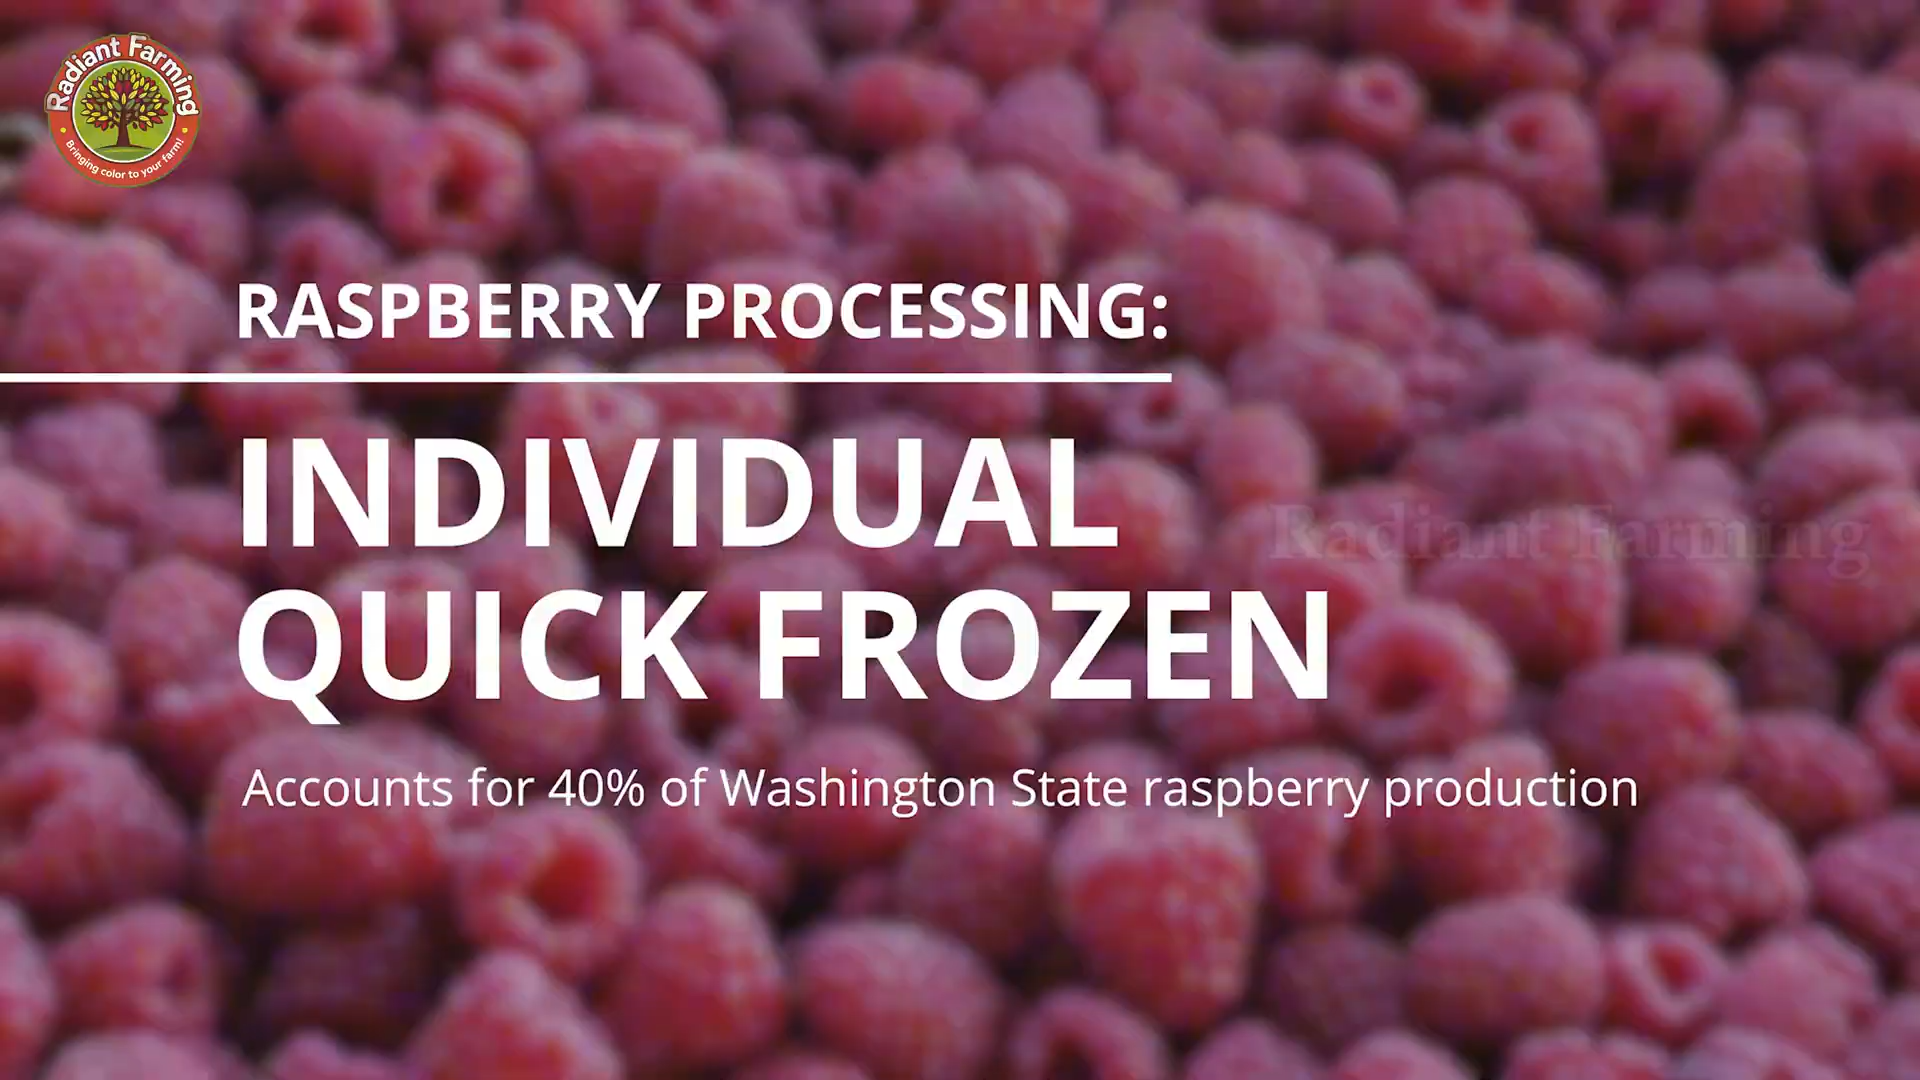 Radiant Farming
Bringing color to your farm!
RASPBERRY PROCESSING:
INDIVIDUAL
QUICK FROZEN
Radiant Farming
Accounts for 40% of Washington State raspberry production